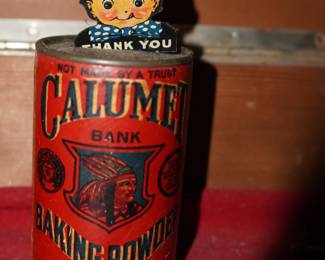 THANK YOU
NOT MADE BY A TRUST
CALUMET
BANK
BAKING POWDER